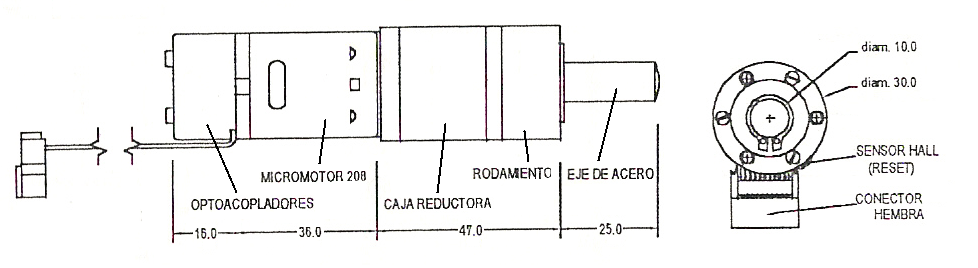 diam. 10.0
diam. 30.0
SENSOR HALL
(RESET)
CONECTOR
HEMBRA
MICROMOTOR 208
RODAMIENTO
EJE DE ACERO
OPTOACOPLADORES
CAJA REDUCTORA
16.0
36.0
47.0
25.0